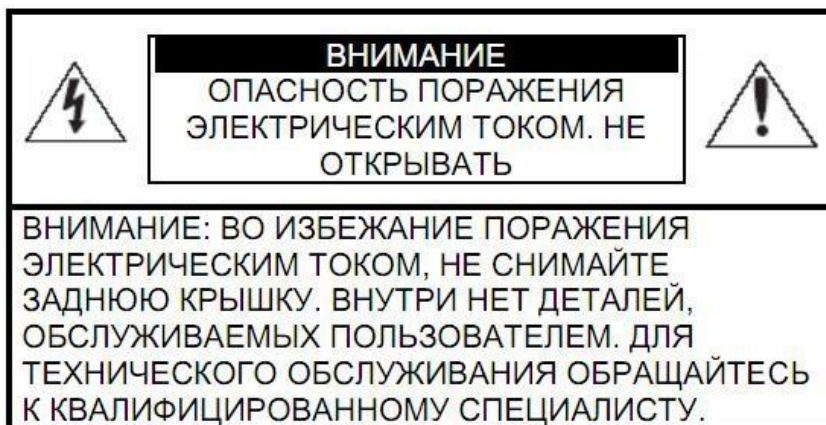 ВНИМАНИЕ
ОПАСНОСТЬ ПОРАЖЕНИЯ
ЭЛЕКТРИЧЕСКИМ ТОКОМ. НЕ
ОТКРЫВАТЬ
ВНИМАНИЕ: ВО ИЗБЕЖАНИЕ ПОРАЖЕНИЯ
ЭЛЕКТРИЧЕСКИМ ТОКОМ, НЕ СНИМАЙТЕ
ЗАДНЮЮ КРЫШКУ. ВНУТРИ НЕТ ДЕТАЛЕЙ,
ОБСЛУЖИВАЕМЫХ ПОЛЬЗОВАТЕЛЕМ. ДЛЯ
ТЕХНИЧЕСКОГО ОБСЛУЖИВАНИЯ ОБРАЩАЙТЕСЬ
К КВАЛИФИЦИРОВАННОМУ СПЕЦИАЛИСТУ.